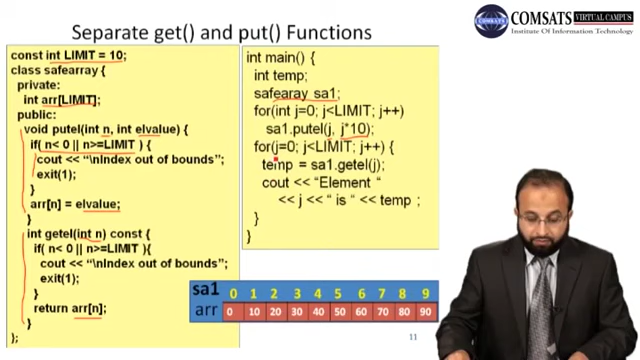 Separate get() and put() Functions
COMSATS VIRTUAL CAMPUS
Institute Of Information Technology
const int LIMIT = 10;
class safearray {
private:
int arr[LIMIT];
public:
void putel(int n, int elvalue) {
if( n< 0 || n>=LIMIT ) {
cout << "\nIndex out of bounds";
exit(1);
}
arr[n] = elvalue;
}
int getel(int n) const {
if( n< 0 || n>=LIMIT ){
cout << "\nIndex out of bounds";
exit(1);
}
return arr[n];
}
};
int main() {
int temp;
safearay sa1;
for(int j=0; j<LIMIT; j++)
sa1.putel(j, j*10);
for(j=0; j<LIMIT; j++) {
temp = sa1.getel(j);
cout << "Element "
<< j << " is " << temp ;
}
}
sa1 0 1 2 3 4 5 6 7 8 9
arr 0 10 20 30 40 50 60 70 80 90
11